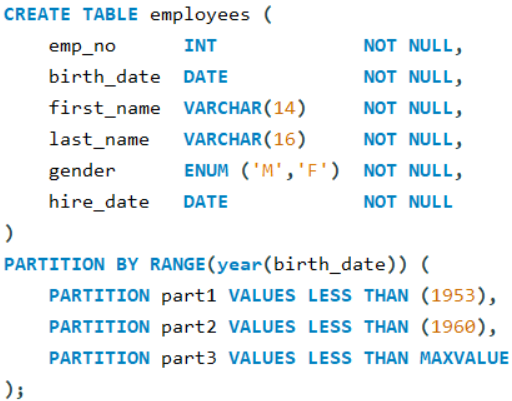 CREATE TABLE employees (
    emp_no      INT             NOT NULL,
    birth_date  DATE            NOT NULL,
    first_name  VARCHAR(14)     NOT NULL,
    last_name   VARCHAR(16)     NOT NULL,
    gender      ENUM ('M','F')  NOT NULL,
    hire_date   DATE            NOT NULL
)
PARTITION BY RANGE(year(birth_date)) (
    PARTITION part1 VALUES LESS THAN (1953),
    PARTITION part2 VALUES LESS THAN (1960),
    PARTITION part3 VALUES LESS THAN MAXVALUE
);